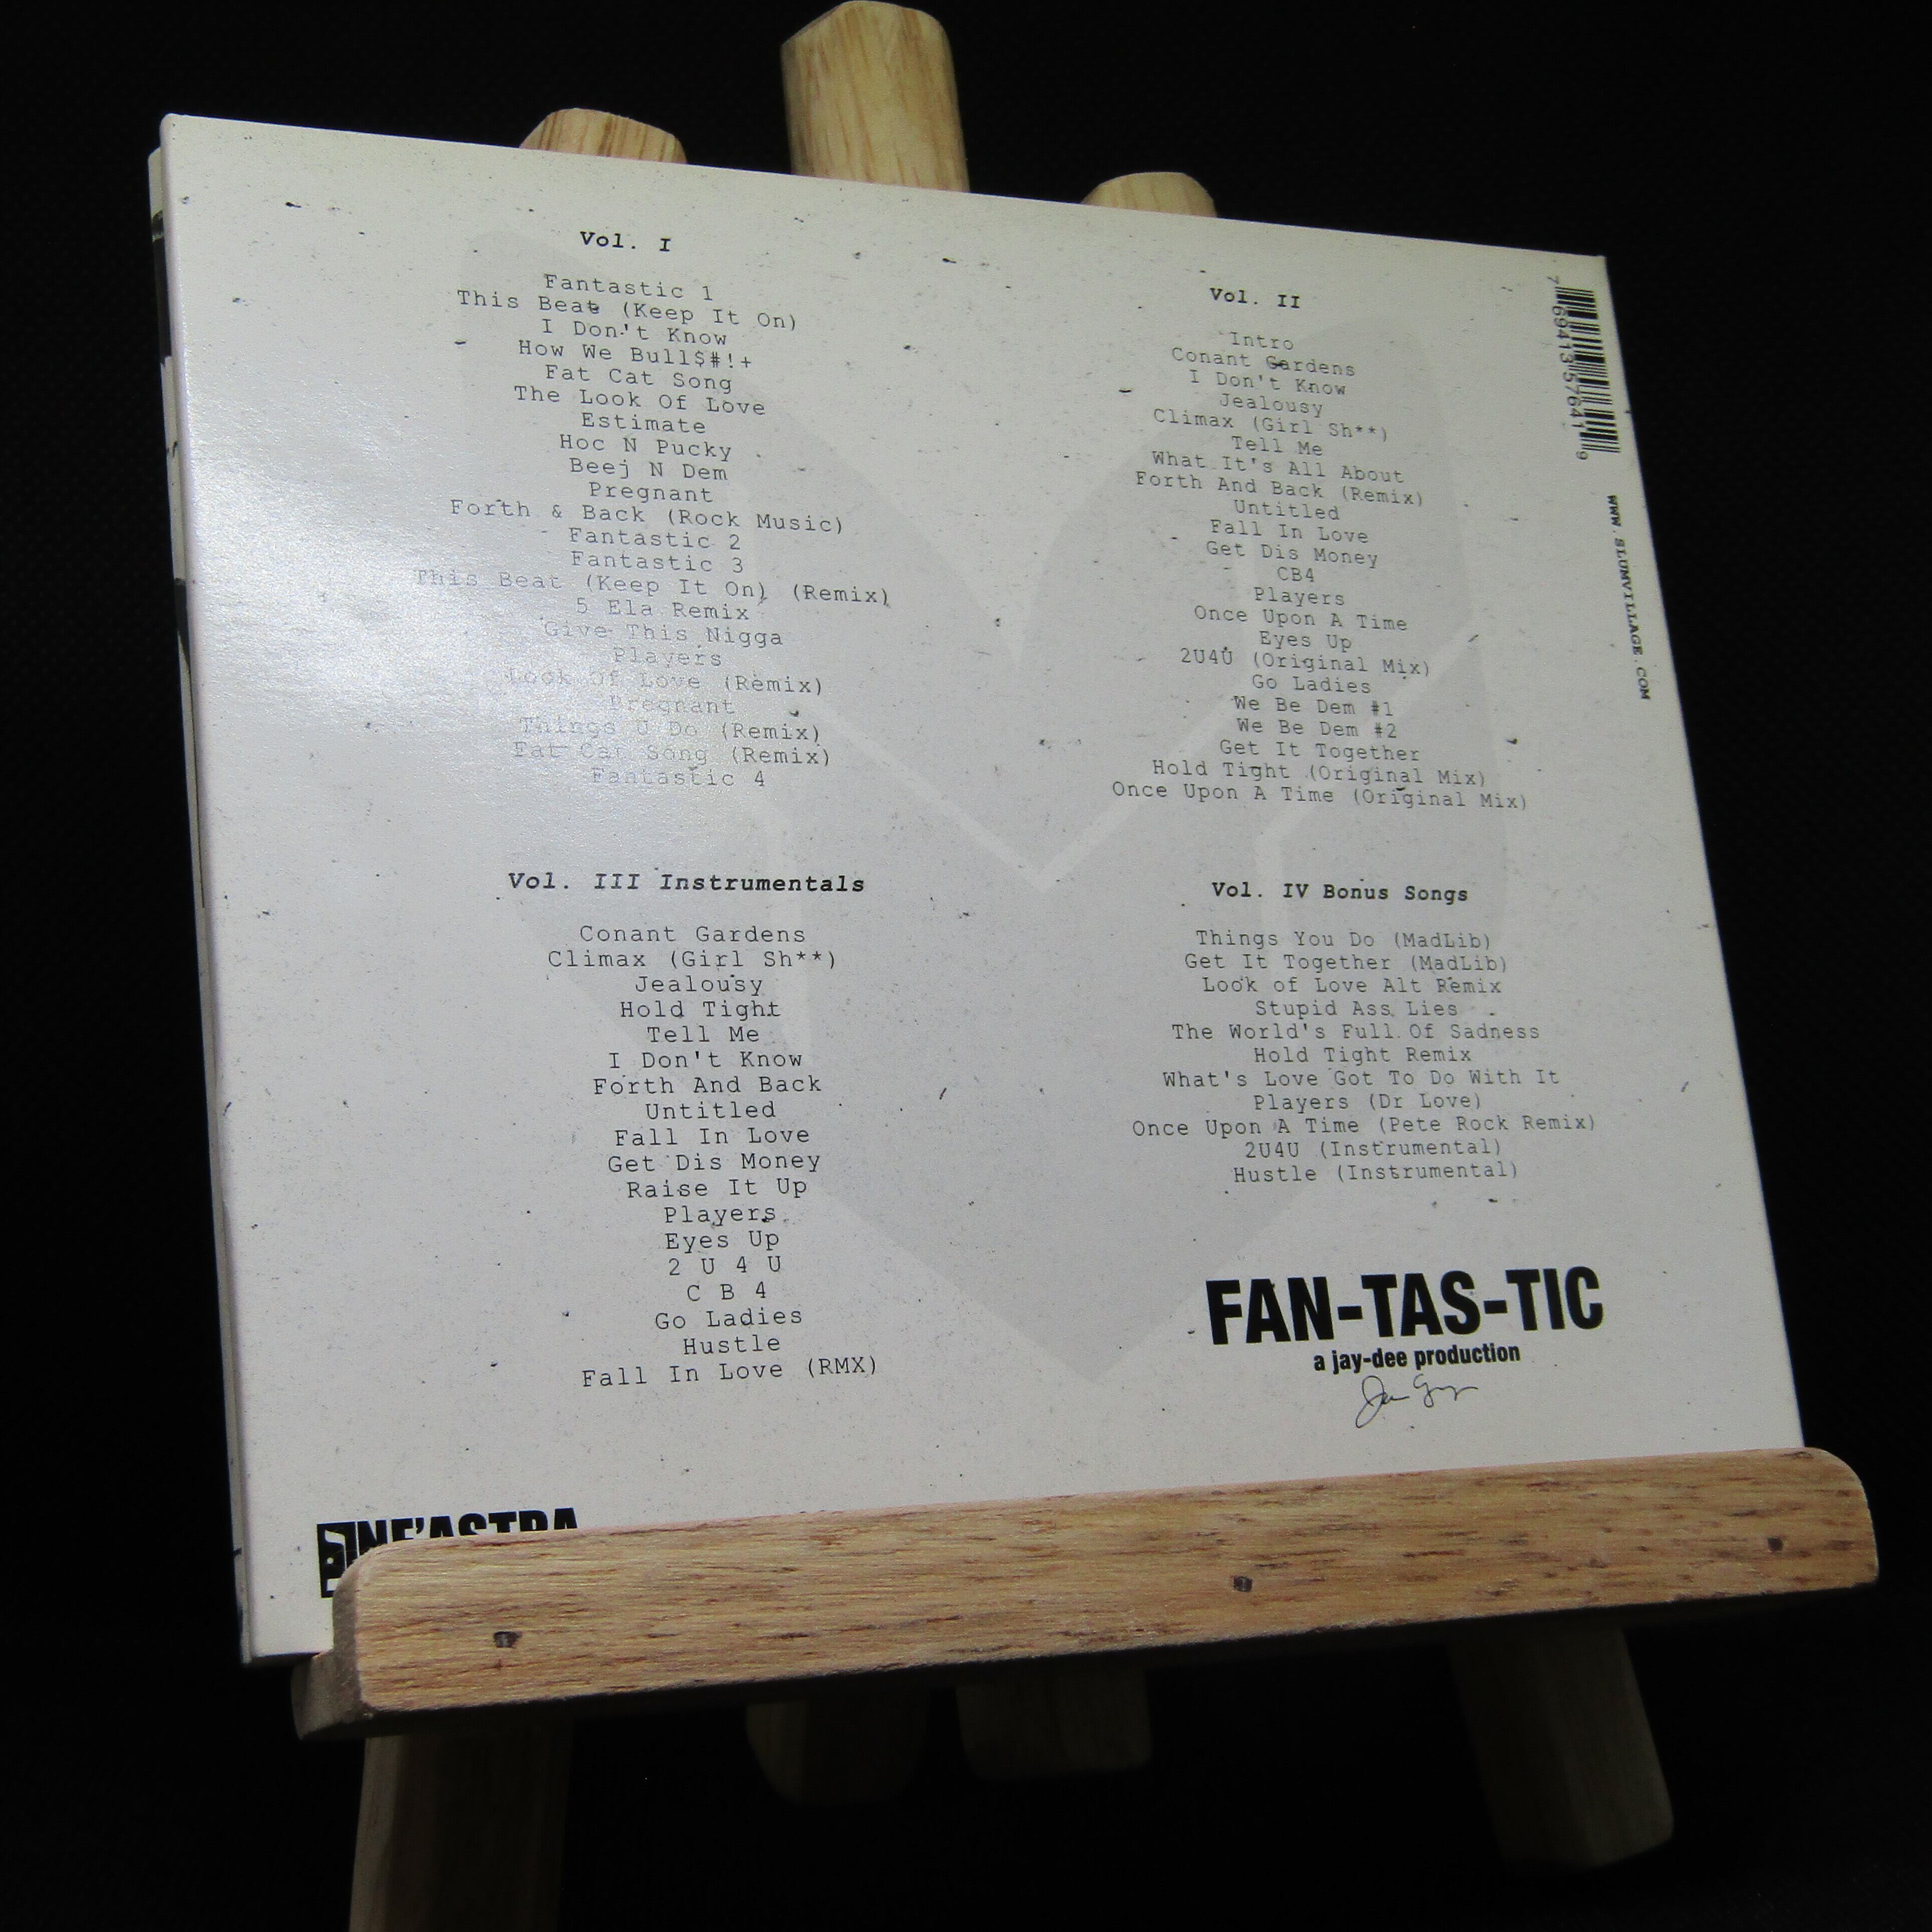 Vol. I
Fantastic 1
This Beat (Keep It On)
I Don't Know
How We Bull$#!+
Fat Cat Song
The Look Of Love
Estimate
Hoc N Pucky
Beej N Dem
Pregnant
Forth & Back (Rock Music)
Fantastic 2
Fantastic 3
This Beat (Keep It On) (Remix)
5 Ela Remix
Give This Nigga
Players
Look Of Love (Remix)
Pregnant
Things U Do (Remix)
Fat Cat Song (Remix)
Fantastic 4
Vol. II
Intro
Conant Gardens
I Don't Know
Jealousy
Climax (Girl Sh**)
Tell Me
What It's All About
Forth And Back (Remix)
Untitled
Fall In Love
Get Dis Money
CB4
Players
Once Upon A Time
Eyes Up
2U4U (Original Mix)
Go Ladies
We Be Dem #1
We Be Dem #2
Get It Together
Hold Tight (Original Mix)
Once Upon A Time (Original Mix)
Vol. III Instrumentals
Conant Gardens
Climax (Girl Sh**)
Jealousy
Hold Tight
Tell Me
I Don't Know
Forth And Back
Untitled
Fall In Love
Get Dis Money
Raise It Up
Players
Eyes Up
2 U 4 U
C B 4
Go Ladies
Hustle
Fall In Love (RMX)
Vol. IV Bonus Songs
Things You Do (MadLib)
Get It Together (MadLib)
Look of Love Alt Remix
Stupid Ass Lies
The World's Full Of Sadness
Hold Tight Remix
What's Love Got To Do With It
Players (Dr Love)
Once Upon A Time (Pete Rock Remix)
2U4U (Instrumental)
Hustle (Instrumental)
FAN-TAS-TIC
a jay-dee production
NE'ASTRA
7 69413 57641 9
WWW.SLUMVILLAGE.COM